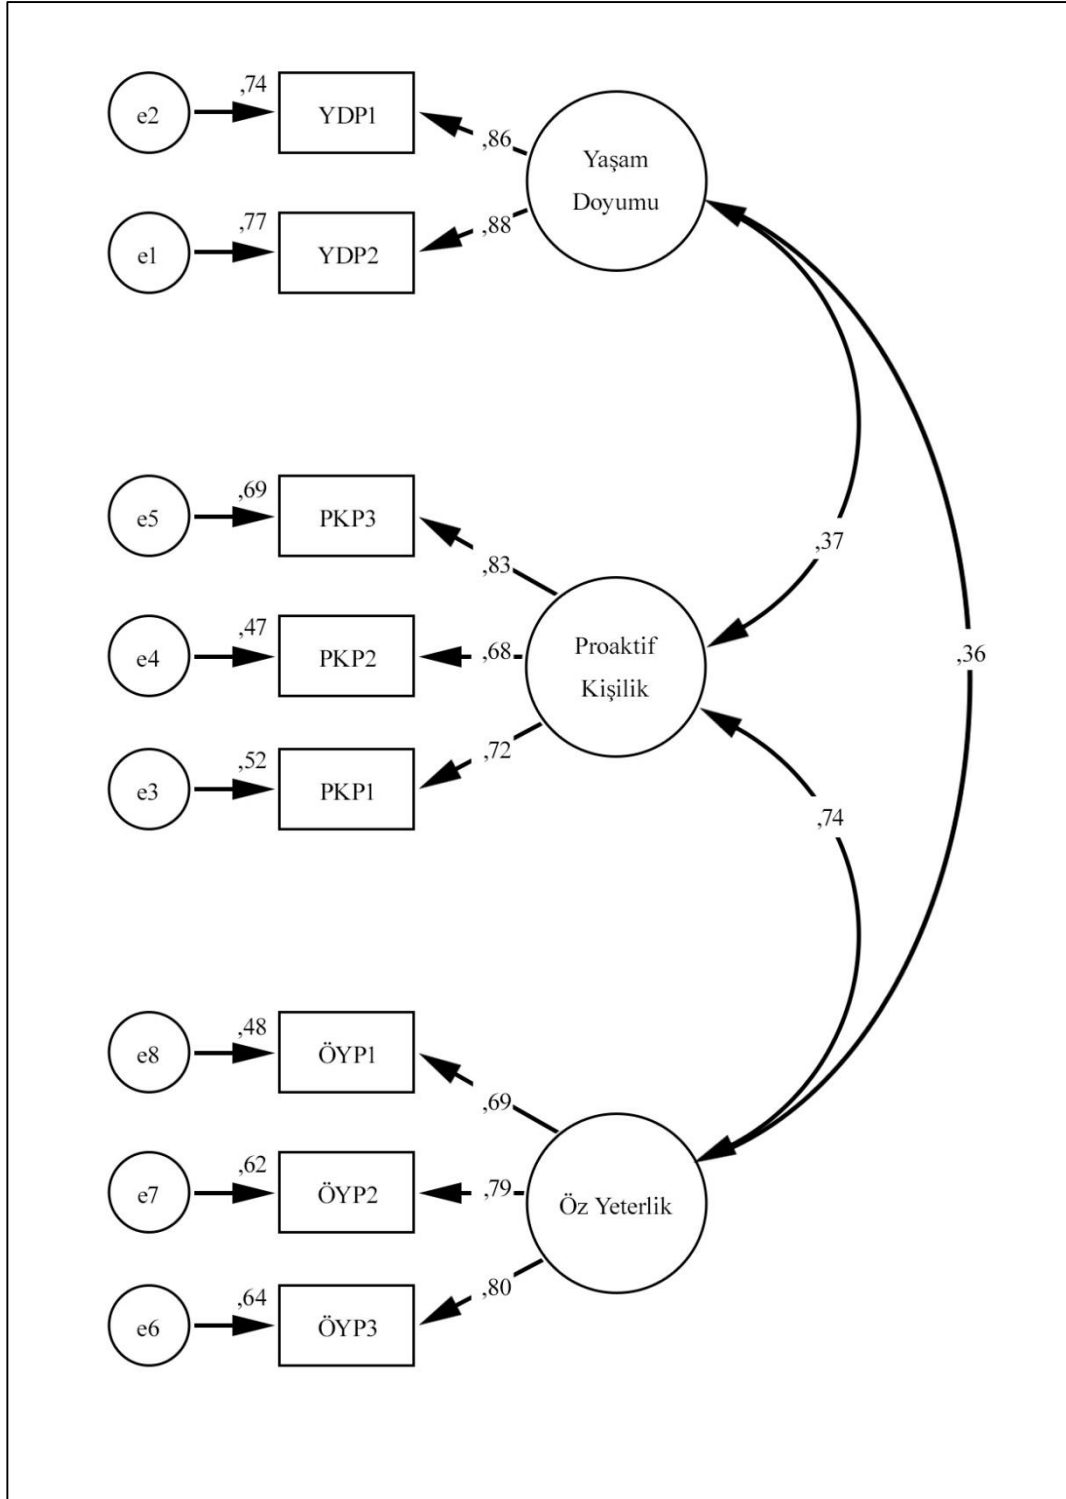 e2
,74
YDP1
,86
Yaşam
Doyumu
e1
,77
YDP2
,88
e5
,69
PKP3
,83
,37
e4
,47
PKP2
,68
Proaktif
Kişilik
,36
e3
,52
PKP1
,72
,74
e8
,48
ÖYP1
,69
e7
,62
ÖYP2
,79
Öz Yeterlik
e6
,64
ÖYP3
,80